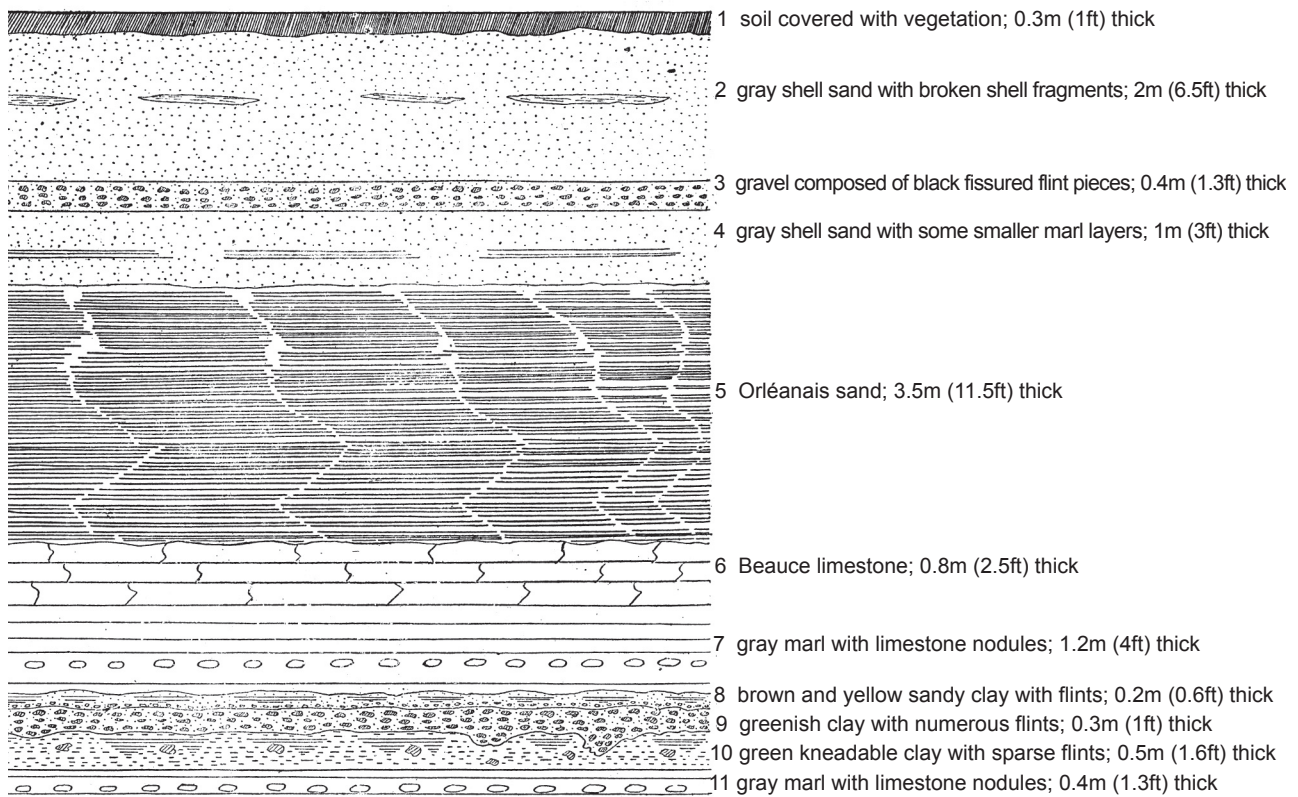 1 soil covered with vegetation; 0.3m (1ft) thick
2 gray shell sand with broken shell fragments; 2m (6.5ft) thick
3 gravel composed of black fissured flint pieces; 0.4m (1.3ft) thick
4 gray shell sand with some smaller marl layers; 1m (3ft) thick
5 Orléanais sand; 3.5m (11.5ft) thick
6 Beauce limestone; 0.8m (2.5ft) thick
7 gray marl with limestone nodules; 1.2m (4ft) thick
8 brown and yellow sandy clay with flints; 0.2m (0.6ft) thick
9 greenish clay with numerous flints; 0.3m (1ft) thick
10 green kneadable clay with sparse flints; 0.5m (1.6ft) thick
11 gray marl with limestone nodules; 0.4m (1.3ft) thick